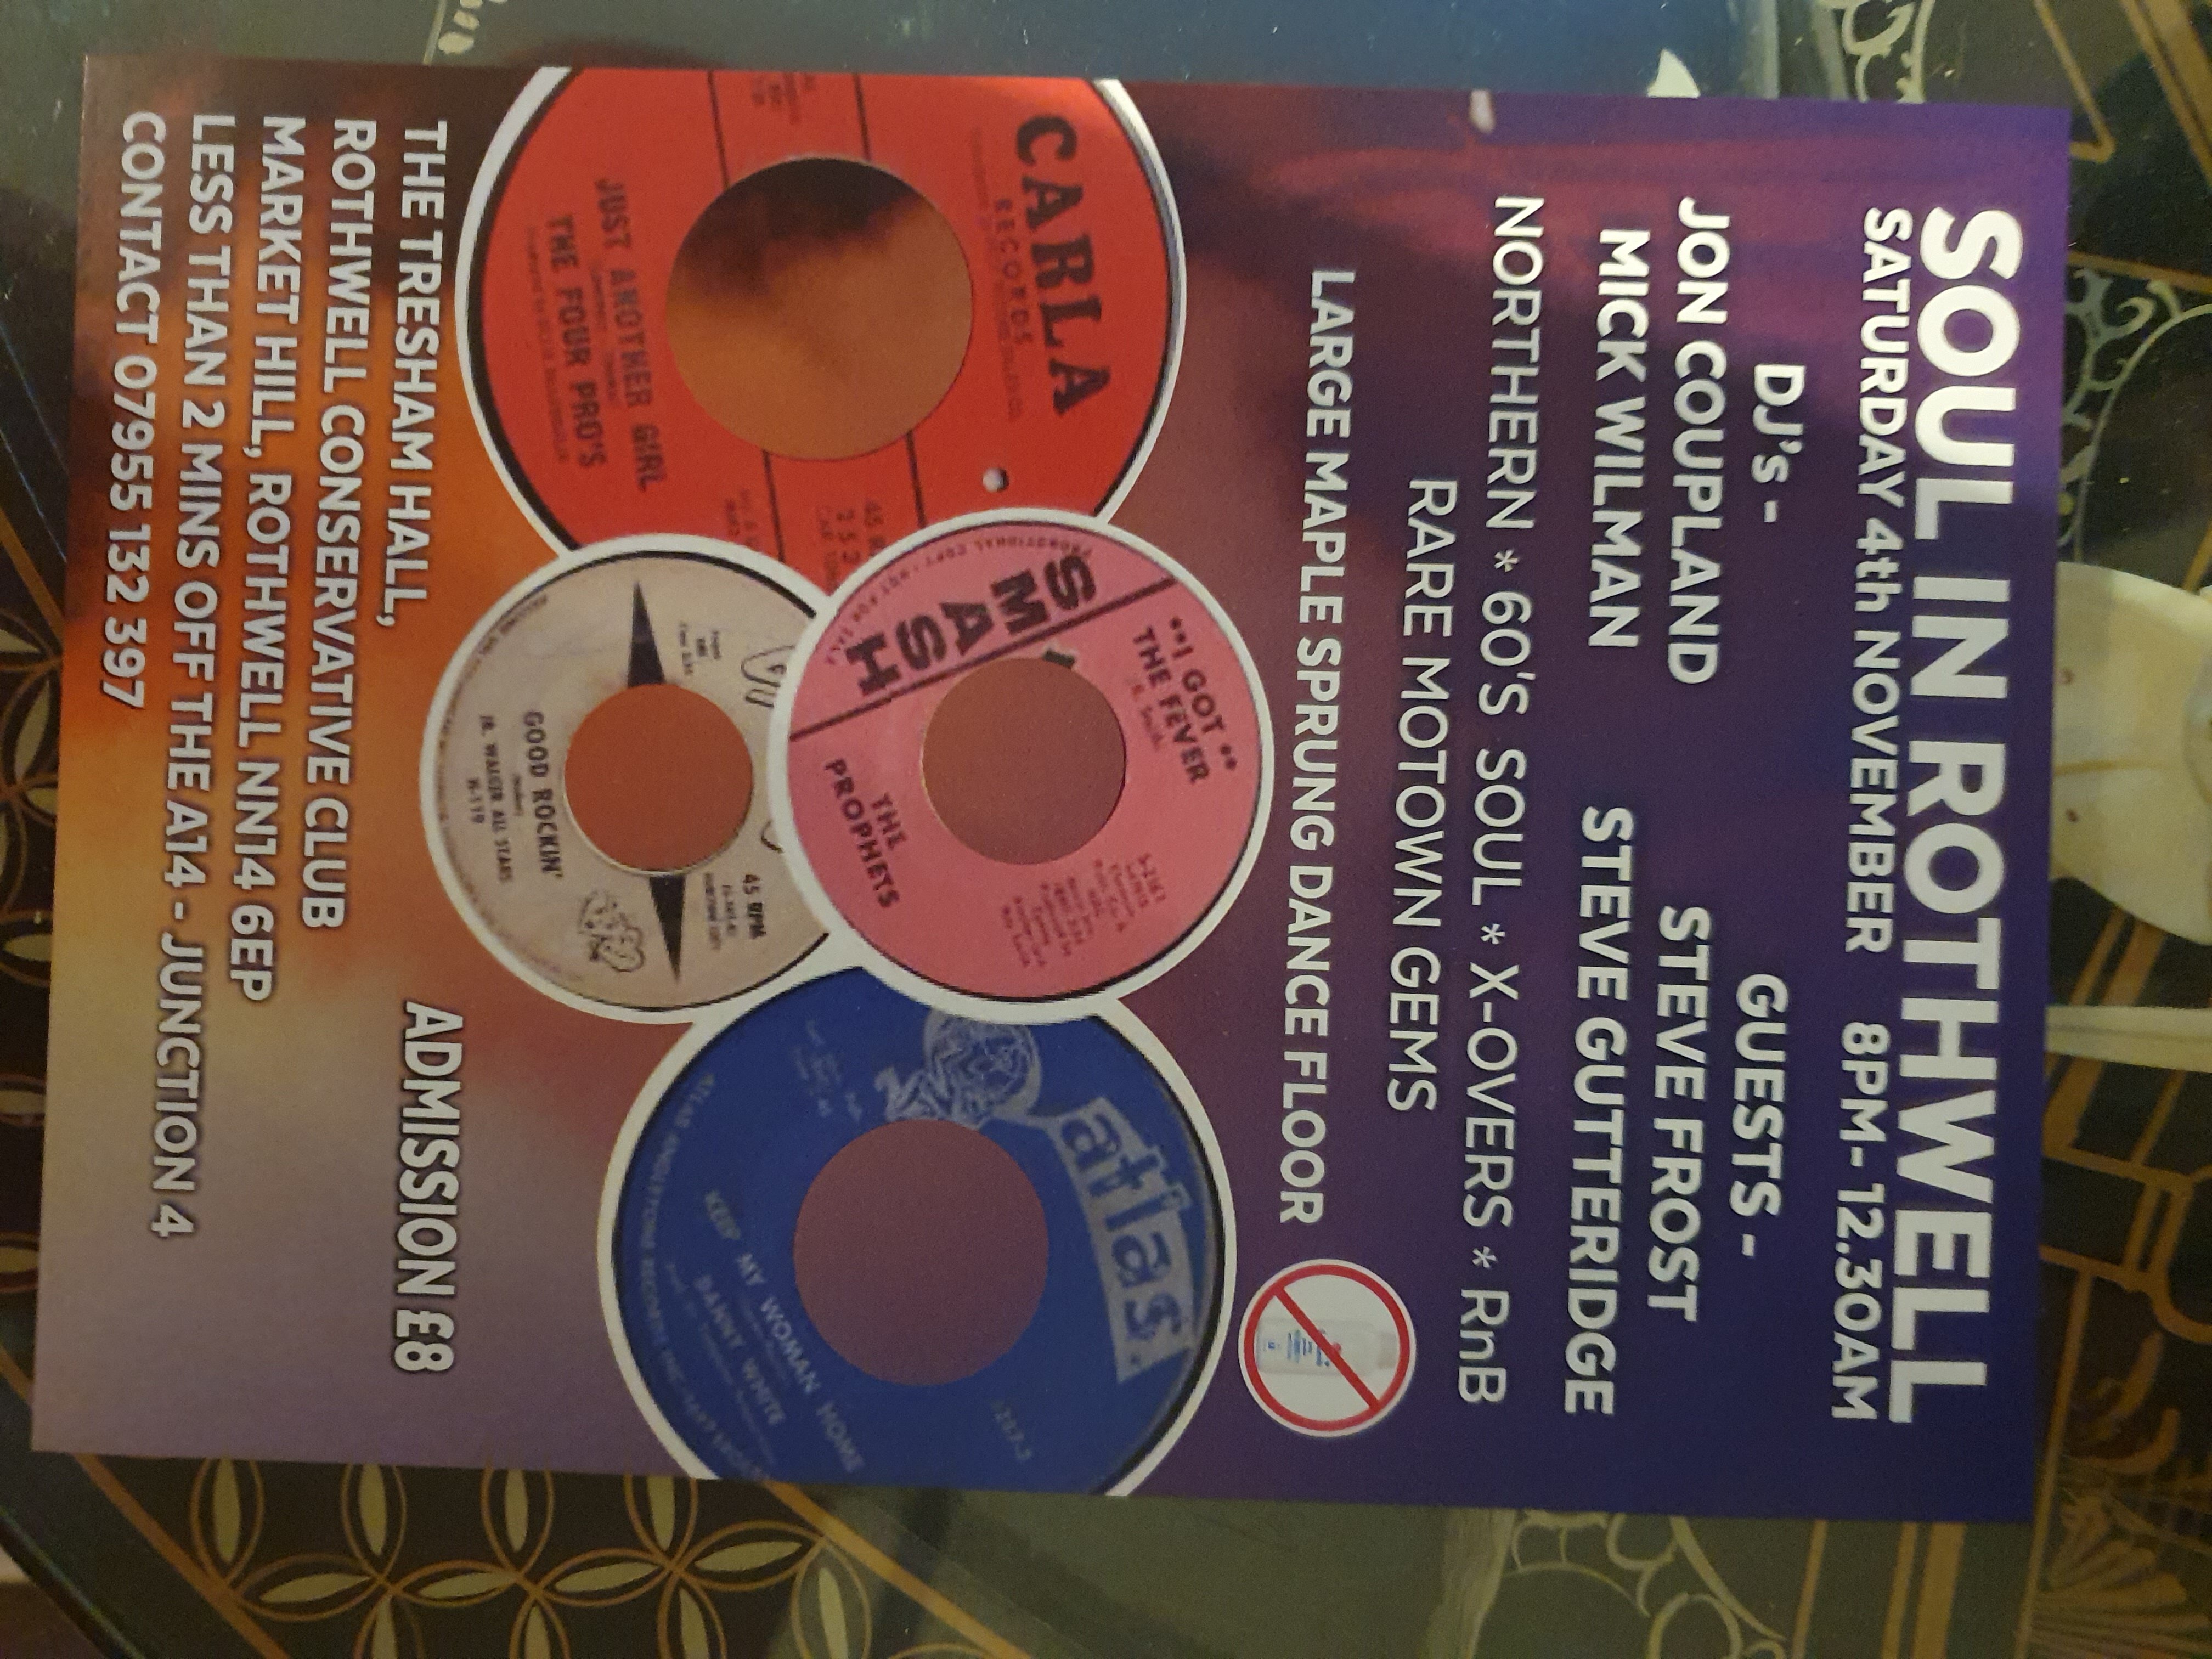 SOUL IN ROTHWELL
SATURDAY 4th NOVEMBER 8PM- 12.30AM
DJ's -
JON COUPLAND
MICK WILMAN
GUESTS -
STEVE FROST
STEVE GUTTERIDGE
NORTHERN * 60'S SOUL * X-OVERS * RnB
RARE MOTOWN GEMS
LARGE MAPLE SPRUNG DANCE FLOOR
CARLA
RECORDS
JUST ANOTHER GIRL
THE FOUR PRO'S
"I GOT"
THE FEVER
SMASH
THE
PROPHETS
45 RPM
GOOD ROCKIN'
JR. WALKER ALL STARS
atlas
KEEP MY WOMAN HOME
DANNY WHITE
ADMISSION £8
THE TRESHAM HALL,
ROTHWELL CONSERVATIVE CLUB
MARKET HILL, ROTHWELL NN14 6EP
LESS THAN 2 MINS OFF THE A14 - JUNCTION 4
CONTACT 07955 132 397